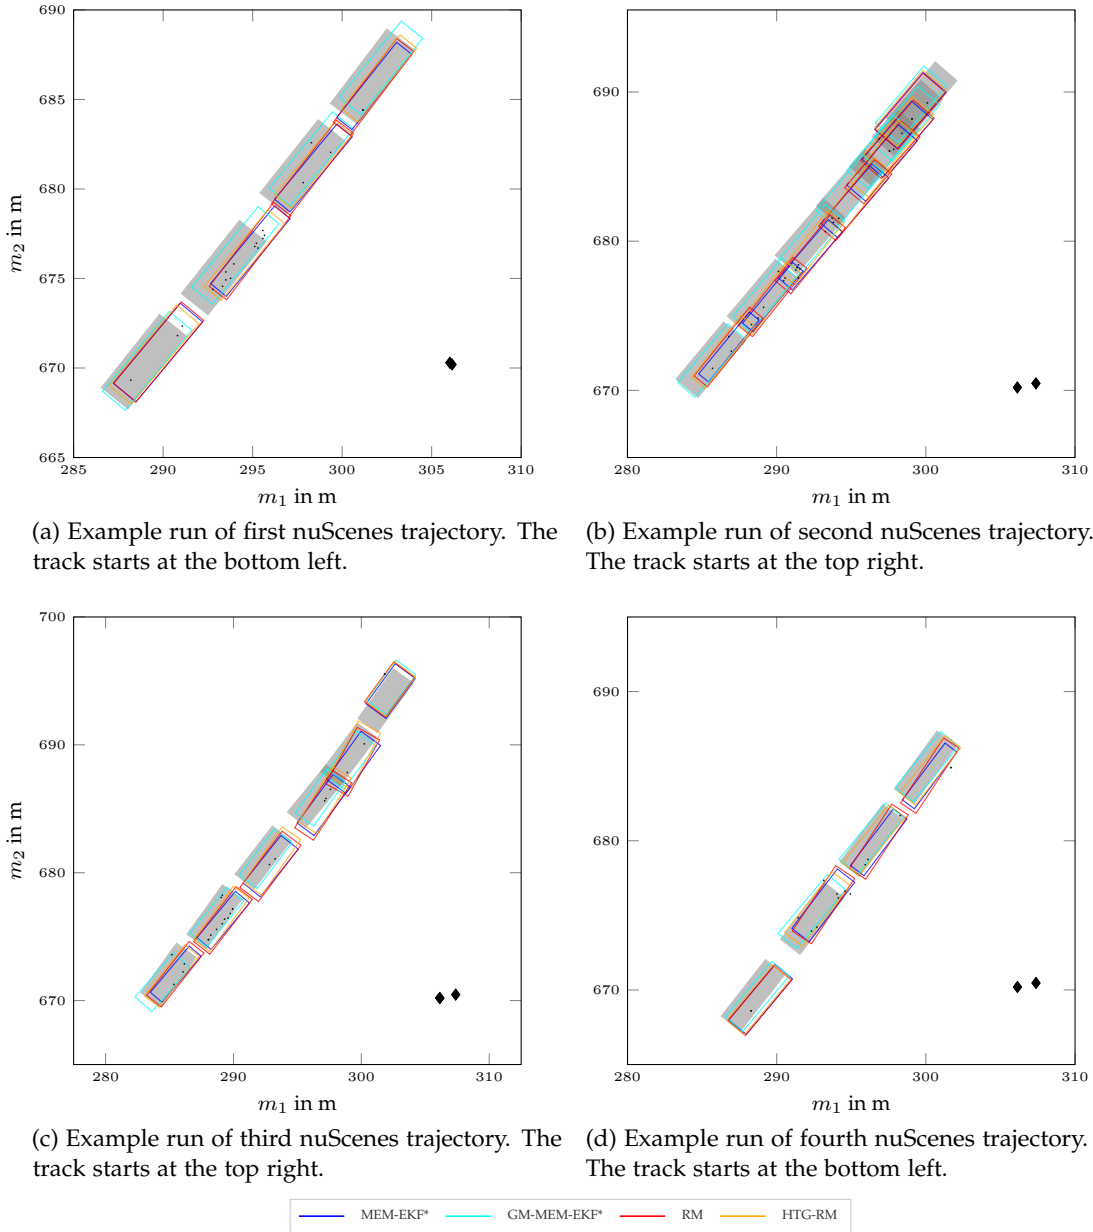 690
685
680
675
670
665
m₂ in m
285
290
295
300
305
310
m₁ in m
(a) Example run of first nuScenes trajectory. The
track starts at the bottom left.
690
680
670
280
290
300
310
m₁ in m
(b) Example run of second nuScenes trajectory.
The track starts at the top right.
700
690
680
670
m₂ in m
280
290
300
310
m₁ in m
(c) Example run of third nuScenes trajectory. The
track starts at the top right.
690
680
670
280
290
300
310
m₁ in m
(d) Example run of fourth nuScenes trajectory.
The track starts at the bottom left.
MEM-EKF* GM-MEM-EKF* RM HTG-RM